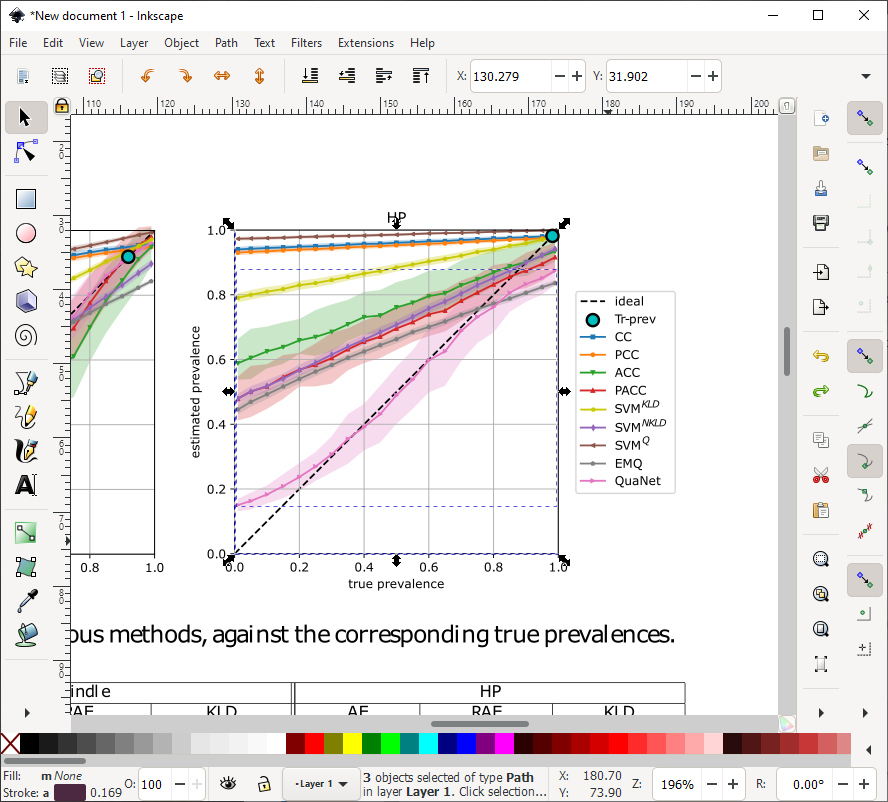 *New document 1 - Inkscape
File Edit View Layer Object Path Text Filters Extensions Help
X: 130.279 Y: 31.902
110 120 130 140 150 160 170 180 190 200
HP
1.0
0.8
0.6
0.4
0.2
0.0
estimated prevalence
0.8 1.0
0.0 0.2 0.4 0.6 0.8 1.0
true prevalence
ideal
Tr-prev
CC
PCC
ACC
PACC
SVM^KLD
SVM^NKLD
SVM^Q
EMQ
QuaNet
ous methods, against the corresponding true prevalences.
indle HP
RAE KLD AE RAE KLD
Fill: m None O: 100 •Layer 1 3 objects selected of type Path X: 180.70 Z: 196% R: 0.00°
Stroke: a 0.169 in layer Layer 1. Click selection... Y: 73.90